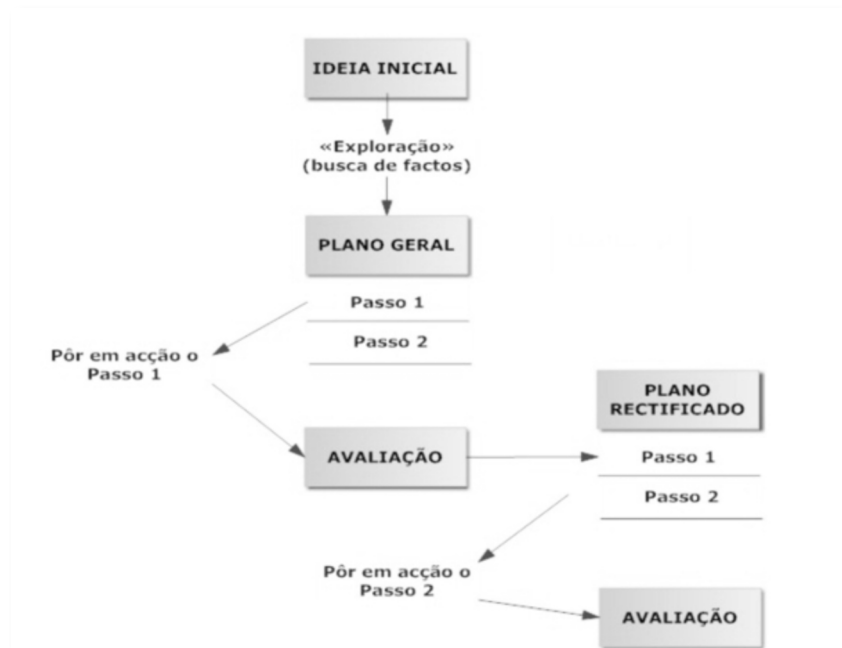 IDEIA INICIAL
«Exploração»
(busca de factos)
PLANO GERAL
Passo 1
Passo 2
Pôr em acção o
Passo 1
AVALIAÇÃO
PLANO
RECTIFICADO
Passo 1
Passo 2
Pôr em acção o
Passo 2
AVALIAÇÃO